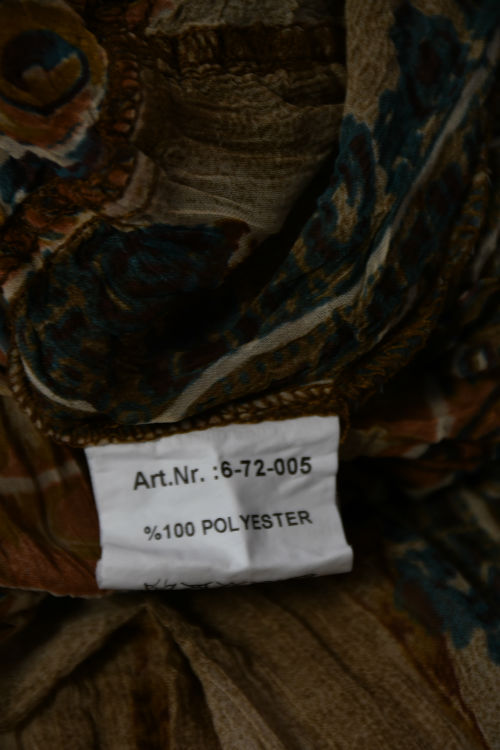 Art.Nr. :6-72-005
%100 POLYESTER